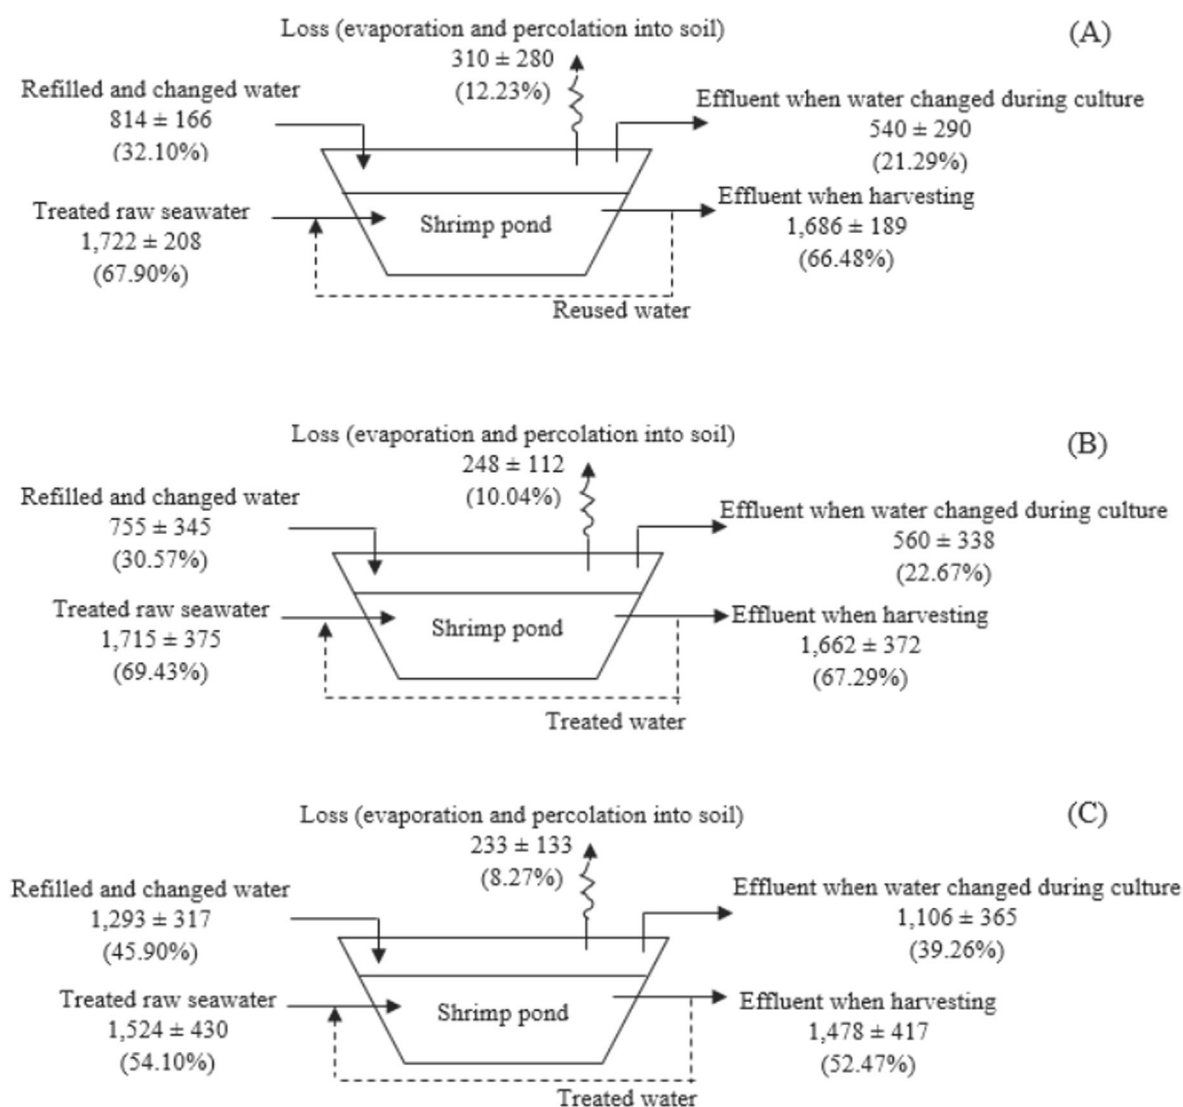 (A)
Loss (evaporation and percolation into soil)
310 ± 280
(12.23%)
Refilled and changed water
814 ± 166
(32.10%)
Effluent when water changed during culture
540 ± 290
(21.29%)
Treated raw seawater
1,722 ± 208
(67.90%)
Shrimp pond
Effluent when harvesting
1,686 ± 189
(66.48%)
Reused water
(B)
Loss (evaporation and percolation into soil)
248 ± 112
(10.04%)
Refilled and changed water
755 ± 345
(30.57%)
Effluent when water changed during culture
560 ± 338
(22.67%)
Treated raw seawater
1,715 ± 375
(69.43%)
Shrimp pond
Effluent when harvesting
1,662 ± 372
(67.29%)
Treated water
(C)
Loss (evaporation and percolation into soil)
233 ± 133
(8.27%)
Refilled and changed water
1,293 ± 317
(45.90%)
Effluent when water changed during culture
1,106 ± 365
(39.26%)
Treated raw seawater
1,524 ± 430
(54.10%)
Shrimp pond
Effluent when harvesting
1,478 ± 417
(52.47%)
Treated water